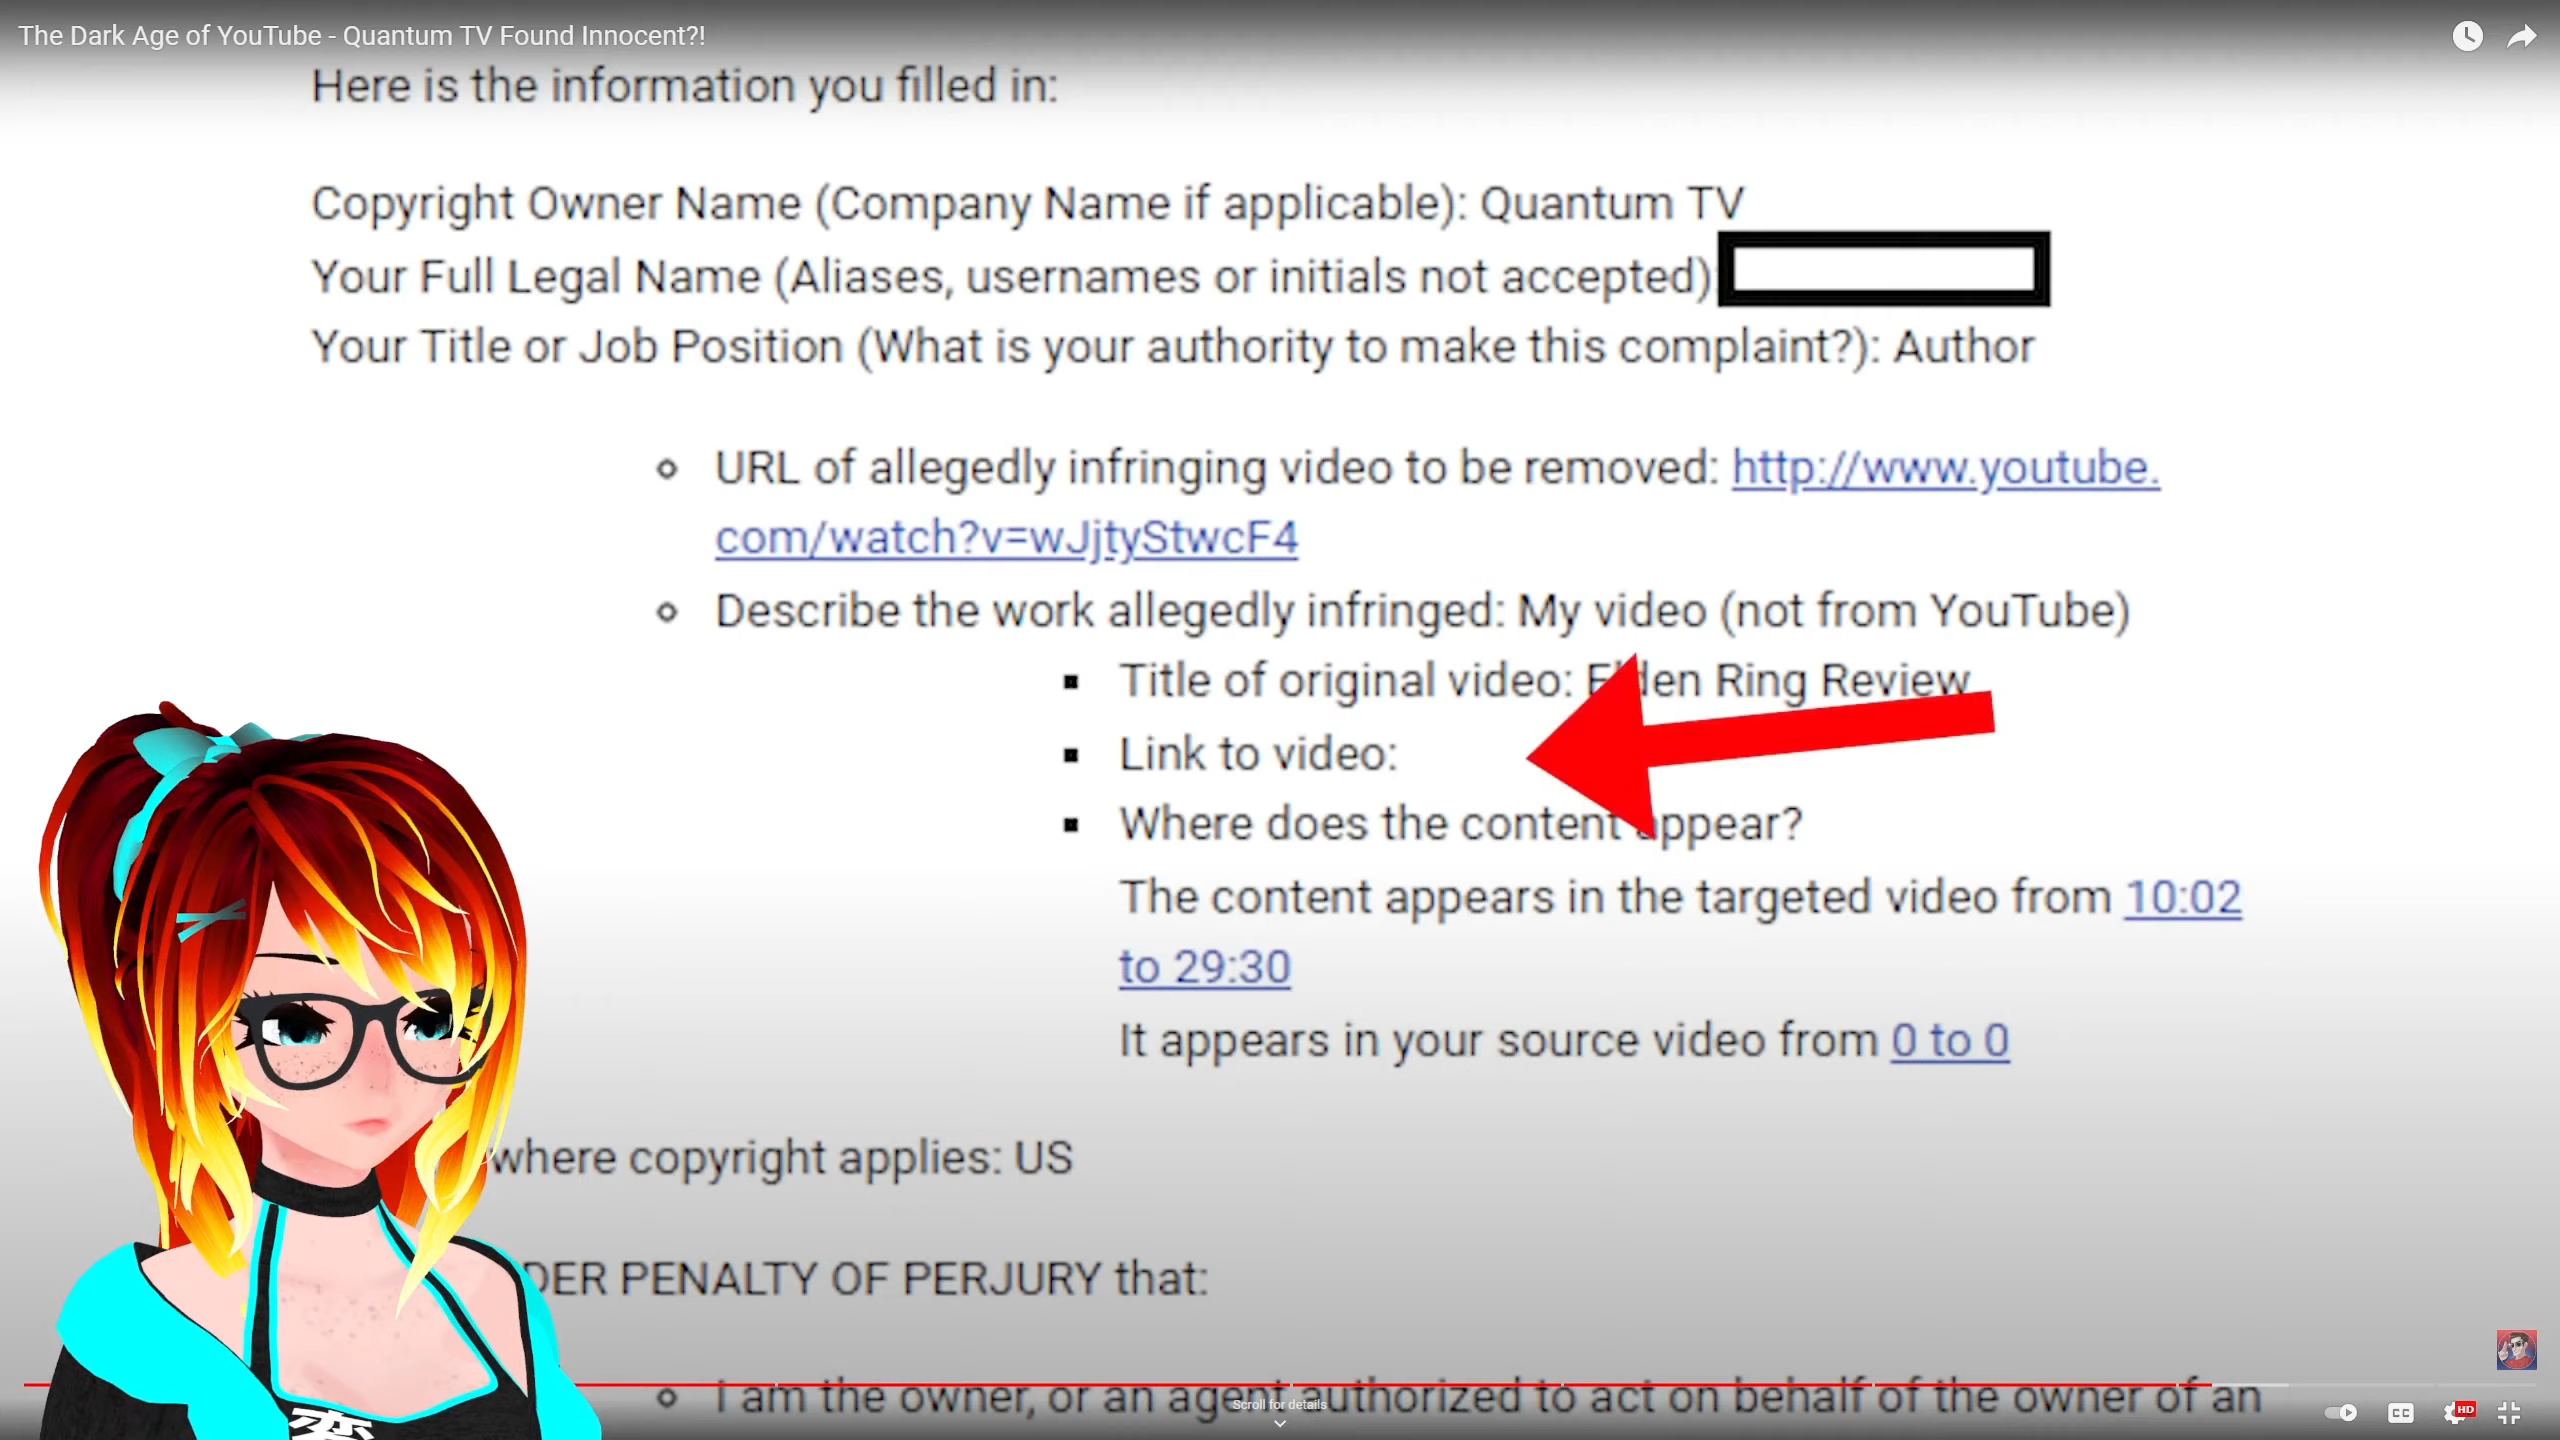 The Dark Age of YouTube - Quantum TV Found Innocent?!
Here is the information you filled in:
Copyright Owner Name (Company Name if applicable): Quantum TV
Your Full Legal Name (Aliases, usernames or initials not accepted)
Your Title or Job Position (What is your authority to make this complaint?): Author
URL of allegedly infringing video to be removed: http://www.youtube.
com/watch?v=wJjtyStwcF4
Describe the work allegedly infringed: My video (not from YouTube)
Title of original video: Elden Ring Review
Link to video:
Where does the content appear?
The content appears in the targeted video from 10:02
to 29:30
It appears in your source video from 0 to 0
where copyright applies: US
DER PENALTY OF PERJURY that:
I am the owner, or an agent authorized to act on behalf of the owner of an
Scroll for details
CC
HD
変